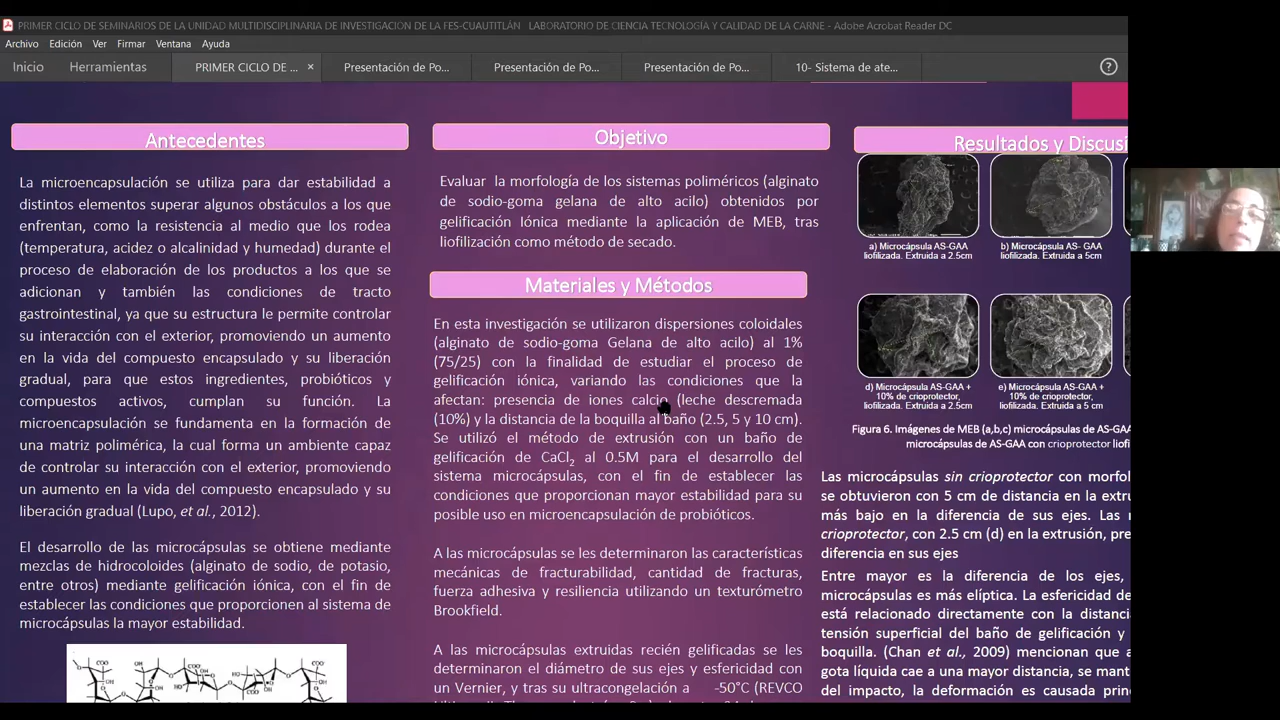 PRIMER CICLO DE SEMINARIOS DE LA UNIDAD MULTIDISCIPLINARIA DE INVESTIGACION DE LA FES-CUAUTITLÁN LABORATORIO DE CIENCIA TECNOLOGÍA Y CALIDAD DE LA CARNE - Adobe Acrobat Reader DC
Archivo Edición Ver Firmar Ventana Ayuda
Inicio Herramientas PRIMER CICLO DE ... × Presentación de Po... Presentación de Po... Presentación de Po... 10- Sistema de ate... ?
Antecedentes
La microencapsulación se utiliza para dar estabilidad a
distintos elementos superar algunos obstáculos a los que
enfrentan, como la resistencia al medio que los rodea
(temperatura, acidez o alcalinidad y humedad) durante el
proceso de elaboración de los productos a los que se
adicionan y también las condiciones de tracto
gastrointestinal, ya que su estructura le permite controlar
su interacción con el exterior, promoviendo un aumento
en la vida del compuesto encapsulado y su liberación
gradual, para que estos ingredientes, probióticos y
compuestos activos, cumplan su función. La
microencapsulación se fundamenta en la formación de
una matriz polimérica, la cual forma un ambiente capaz
de controlar su interacción con el exterior, promoviendo
un aumento en la vida del compuesto encapsulado y su
liberación gradual (Lupo, et al., 2012).
El desarrollo de las microcápsulas se obtiene mediante
mezclas de hidrocoloides (alginato de sodio, de potasio,
entre otros) mediante gelificación iónica, con el fin de
establecer las condiciones que proporcionen al sistema de
microcápsulas la mayor estabilidad.
Objetivo
Evaluar la morfología de los sistemas poliméricos (alginato
de sodio-goma gelana de alto acilo) obtenidos por
gelificación Iónica mediante la aplicación de MEB, tras
liofilización como método de secado.
Materiales y Métodos
En esta investigación se utilizaron dispersiones coloidales
(alginato de sodio-goma Gelana de alto acilo) al 1%
(75/25) con la finalidad de estudiar el proceso de
gelificación iónica, variando las condiciones que la
afectan: presencia de iones calcio (leche descremada
(10%) y la distancia de la boquilla al baño (2.5, 5 y 10 cm).
Se utilizó el método de extrusión con un baño de
gelificación de CaCl2 al 0.5M para el desarrollo del
sistema microcápsulas, con el fin de establecer las
condiciones que proporcionan mayor estabilidad para su
posible uso en microencapsulación de probióticos.
A las microcápsulas se les determinaron las características
mecánicas de fracturabilidad, cantidad de fracturas,
fuerza adhesiva y resiliencia utilizando un texturómetro
Brookfield.
A las microcápsulas extruidas recién gelificadas se les
determinaron el diámetro de sus ejes y esfericidad con
un Vernier, y tras su ultracongelación a -50°C (REVCO
Resultados y Discusi
a) Microcápsula AS-GAA
liofilizada. Extruida a 2.5cm
b) Microcápsula AS- GAA
liofilizada. Extruida a 5cm
d) Microcápsula AS-GAA +
10% de crioprotector.
liofilizada. Extruida a 2.5cm
e) Microcápsula AS-GAA +
10% de crioprotector,
liofilizada. Extruida a 5 cm
Figura 6. Imágenes de MEB (a,b,c) microcápsulas de AS-GA
microcápsulas de AS-GAA con crioprotector liofi
Las microcápsulas sin crioprotector con morfol
se obtuvieron con 5 cm de distancia en la extru
más bajo en la diferencia de sus ejes. Las
crioprotector, con 2.5 cm (d) en la extrusión, pre
diferencia en sus ejes
Entre mayor es la diferencia de los ejes,
microcápsulas es más elíptica. La esfericidad de
está relacionado directamente con la distanci
tensión superficial del baño de gelificación y
boquilla. (Chan et al., 2009) mencionan que a
gota líquida cae a una mayor distancia, se mant
del impacto, la deformación es causada princ